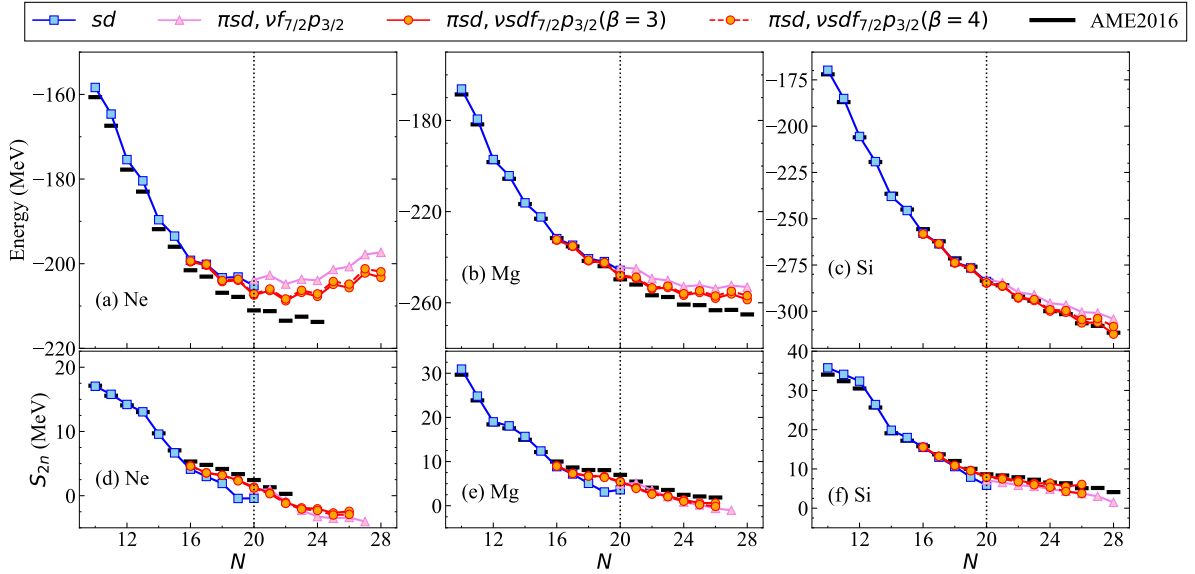 sd πsd, νf7/2p3/2 πsd, νsdf7/2p3/2(β = 3) πsd, νsdf7/2p3/2(β = 4) AME2016
Energy (MeV)
−160
−180
−200
−220
(a) Ne
−180
−220
−260
(b) Mg
−175
−200
−225
−250
−275
−300
(c) Si
S2n (MeV)
20
10
0
(d) Ne
12 16 20 24 28
N
30
20
10
0
(e) Mg
12 16 20 24 28
N
40
30
20
10
0
(f) Si
12 16 20 24 28
N